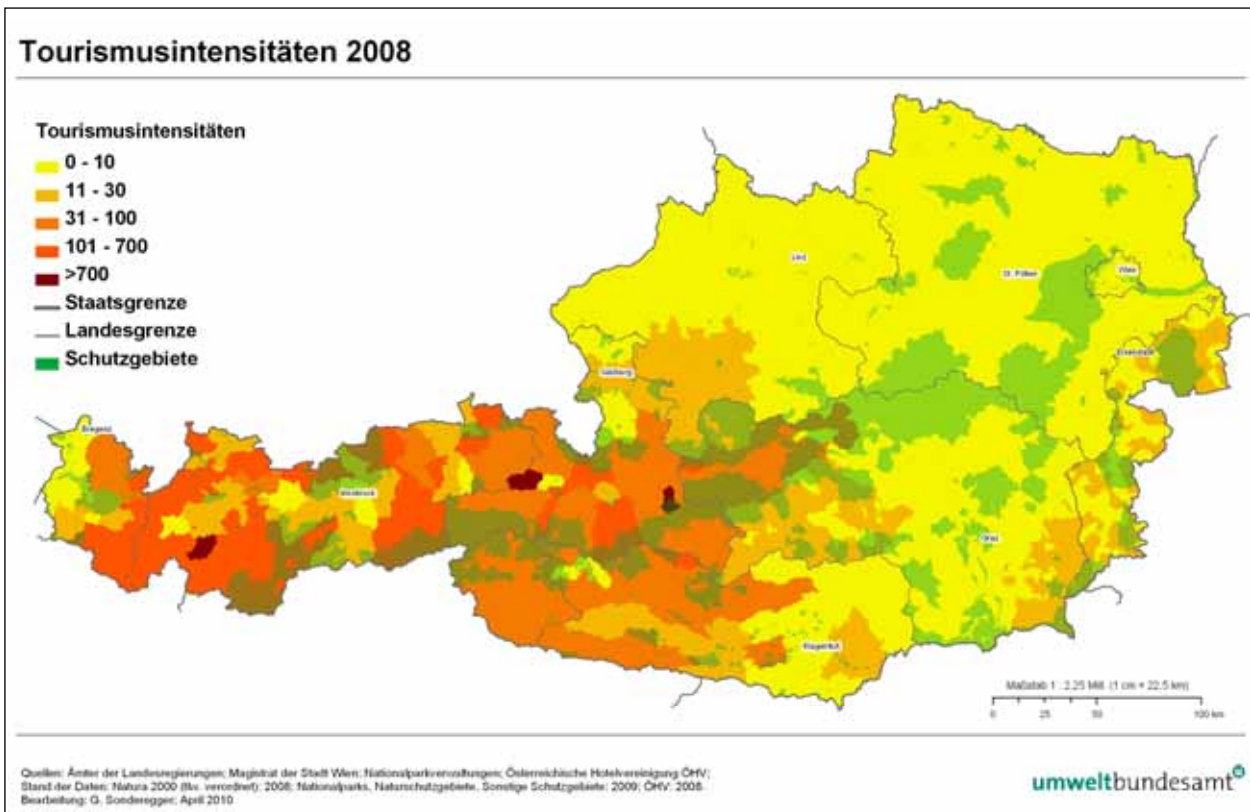 Tourismusintensitäten 2008
Tourismusintensitäten
0 - 10
11 - 30
31 - 100
101 - 700
>700
Staatsgrenze
Landesgrenze
Schutzgebiete
Linz
St. Pölten
Wien
Eisenstadt
Salzburg
Bregenz
Innsbruck
Graz
Klagenfurt
Maßstab 1 : 2.25 Mill. (1 cm = 22.5 km)
0 25 50 100 km
Quellen: Ämter der Landesregierungen; Magistrat der Stadt Wien; Nationalparkverwaltungen; Österreichische Hotelvereinigung ÖHV;
Stand der Daten: Natura 2000 (tlw. verordnet): 2008; Nationalparks, Naturschutzgebiete, Sonstige Schutzgebiete: 2009; ÖHV: 2008
Bearbeitung: G. Sonderegger; April 2010
umweltbundesamt